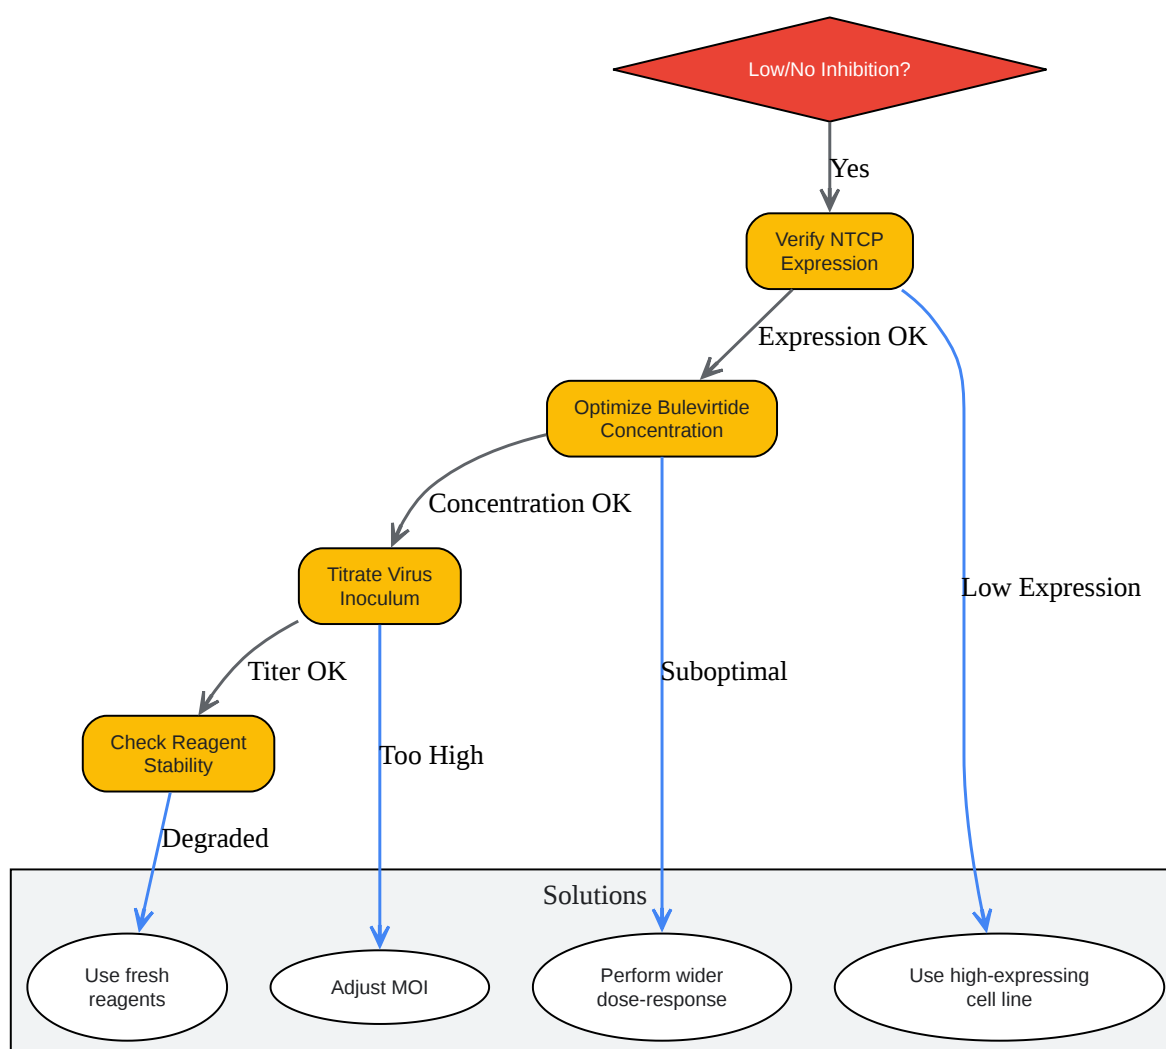 Low/No Inhibition?
Yes
Verify NTCP
Expression
Expression OK
Optimize Bulevirtide
Concentration
Concentration OK
Titrate Virus
Inoculum
Low Expression
Titer OK
Suboptimal
Check Reagent
Stability
Too High
Degraded
Solutions
Use fresh
reagents
Adjust MOI
Perform wider
dose-response
Use high-expressing
cell line